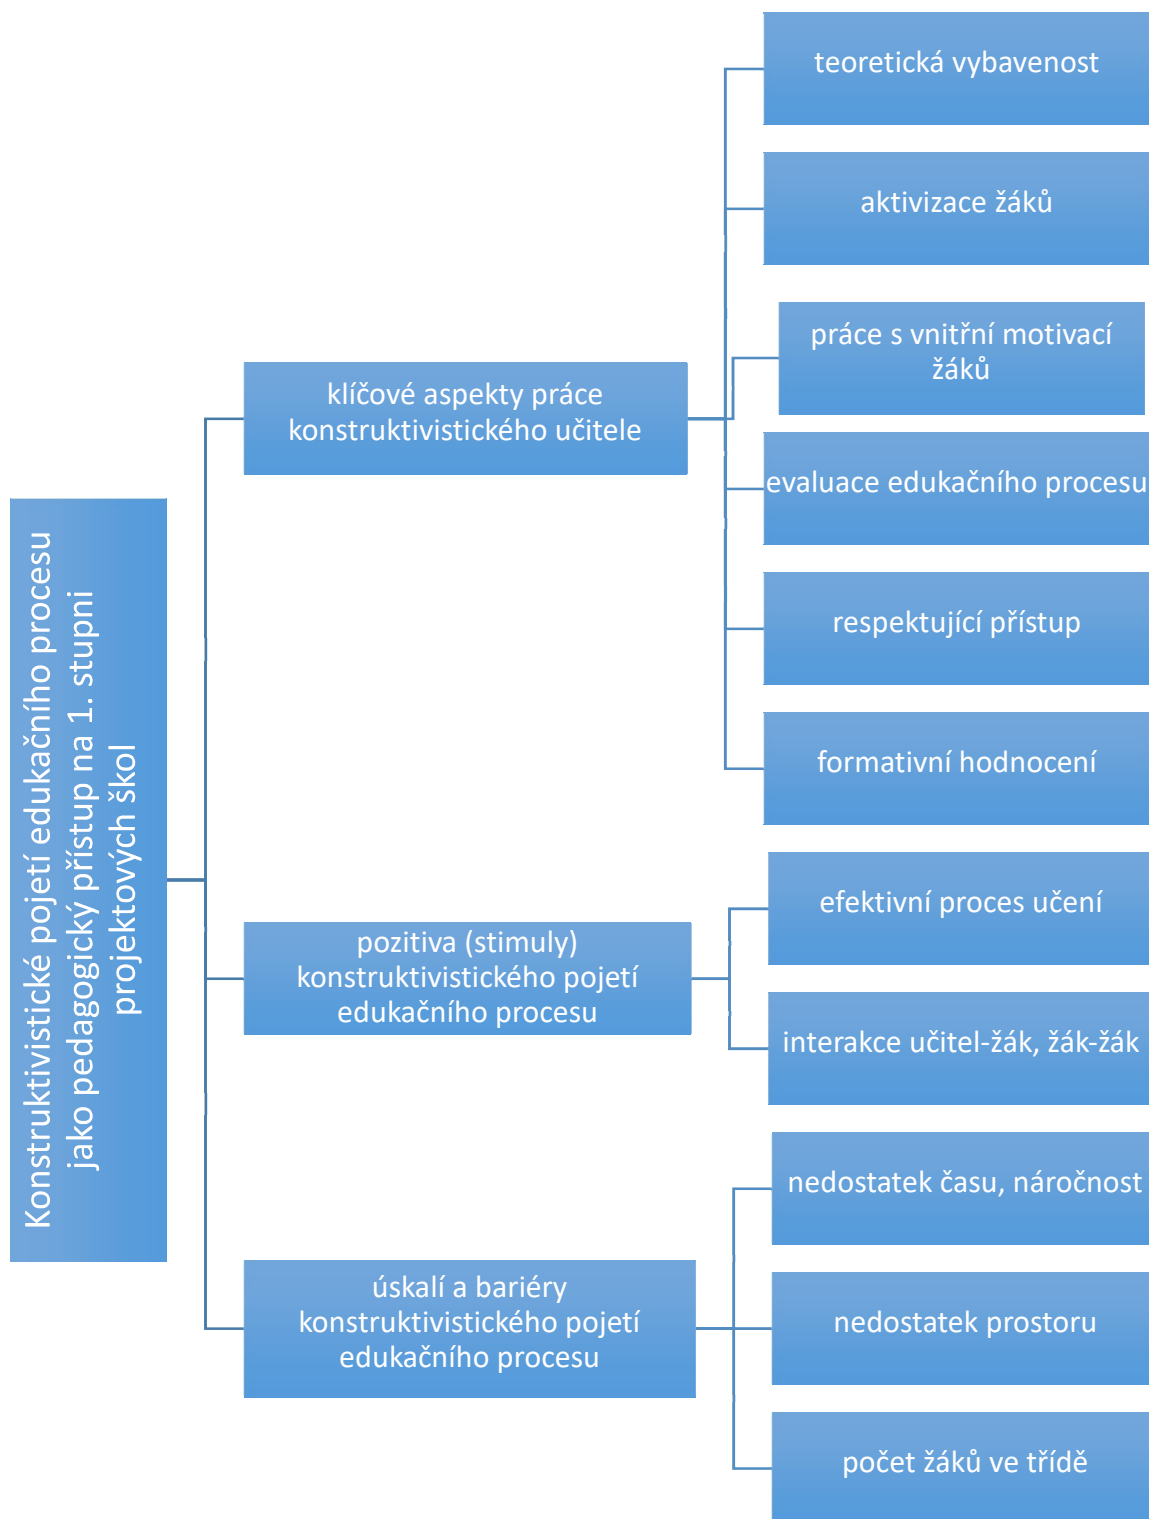 Konstruktivistické pojetí edukačního procesu
jako pedagogický přístup na 1. stupni
projektových škol
klíčové aspekty práce
konstruktivistického učitele
teoretická vybavenost
aktivizace žáků
práce s vnitřní motivací
žáků
evaluace edukačního procesu
respektující přístup
formativní hodnocení
pozitiva (stimuly)
konstruktivistického pojetí
edukačního procesu
efektivní proces učení
interakce učitel-žák, žák-žák
úskalí a bariéry
konstruktivistického pojetí
edukačního procesu
nedostatek času, náročnost
nedostatek prostoru
počet žáků ve třídě